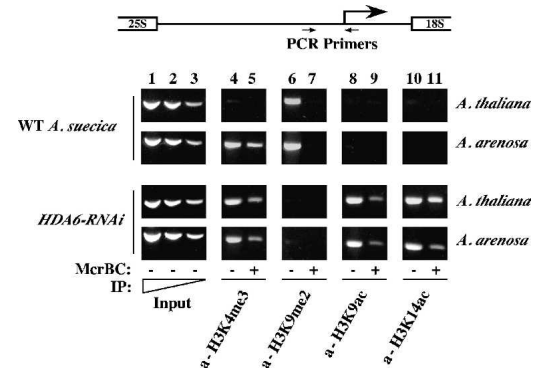 25S 18S
PCR Primers
1 2 3 4 5 6 7 8 9 10 11
WT A. suecica
A. thaliana
A. arenosa
HDA6-RNAi
A. thaliana
A. arenosa
McrBC: - - - - + - + - + - +
IP:
Input
a - H3K4me3
a - H3K9me2
a - H3K9ac
a - H3K14ac